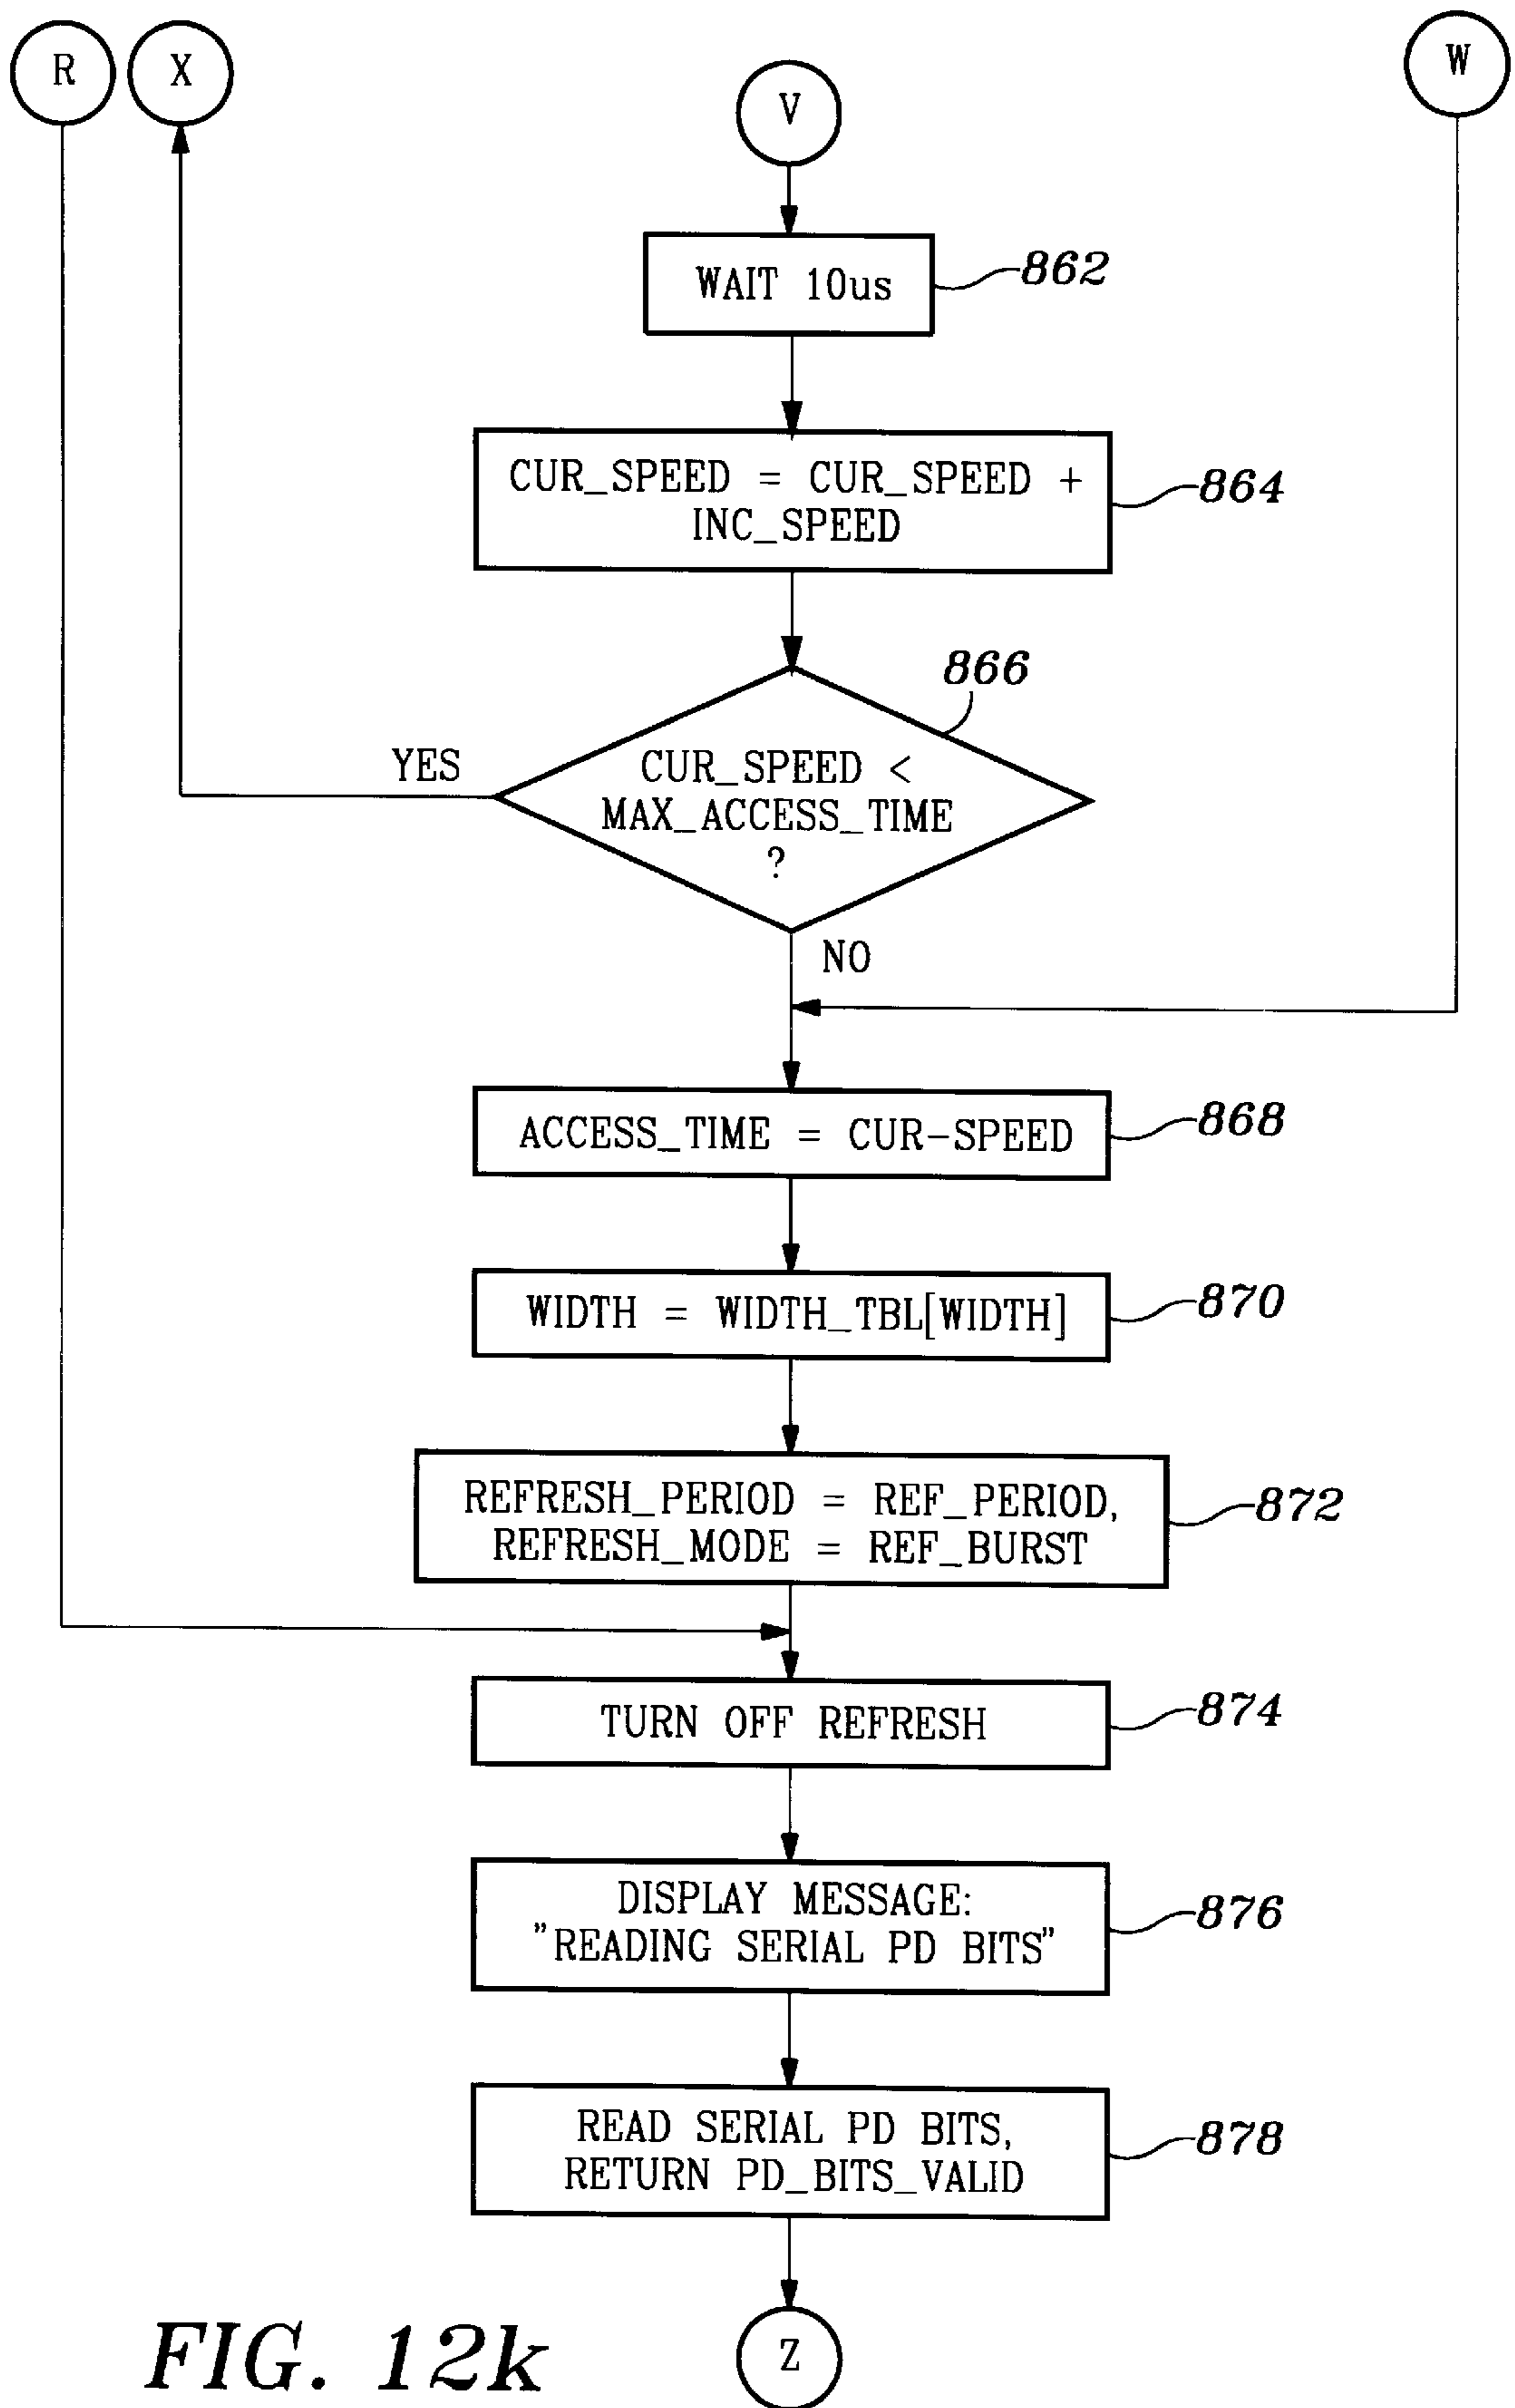 R
X
V
W
WAIT 10us
862
CUR_SPEED = CUR_SPEED +
INC_SPEED
864
866
CUR_SPEED <
MAX_ACCESS_TIME
?
YES
NO
ACCESS_TIME = CUR-SPEED
868
WIDTH = WIDTH_TBL[WIDTH]
870
REFRESH_PERIOD = REF_PERIOD,
REFRESH_MODE = REF_BURST
872
TURN OFF REFRESH
874
DISPLAY MESSAGE:
"READING SERIAL PD BITS"
876
READ SERIAL PD BITS,
RETURN PD_BITS_VALID
878
Z
FIG. 12k